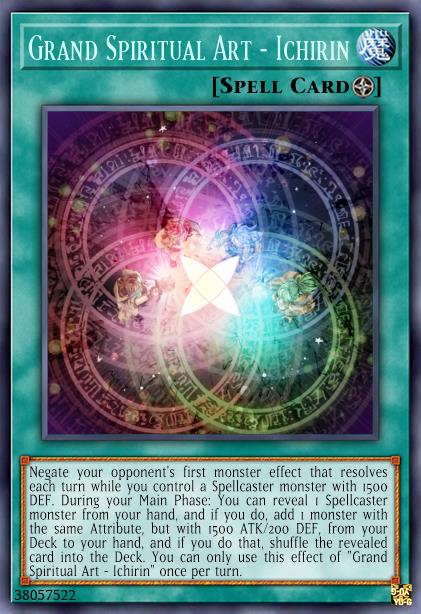 GRAND SPIRITUAL ART - ICHIRIN 魔
[SPELL CARD]
Negate your opponent's first monster effect that resolves
each turn while you control a Spellcaster monster with 1500
DEF. During your Main Phase: You can reveal 1 Spellcaster
monster from your hand, and if you do, add 1 monster with
the same Attribute, but with 1500 ATK/200 DEF, from your
Deck to your hand, and if you do that, shuffle the revealed
card into the Deck. You can only use this effect of "Grand
Spiritual Art - Ichirin" once per turn.
38057522